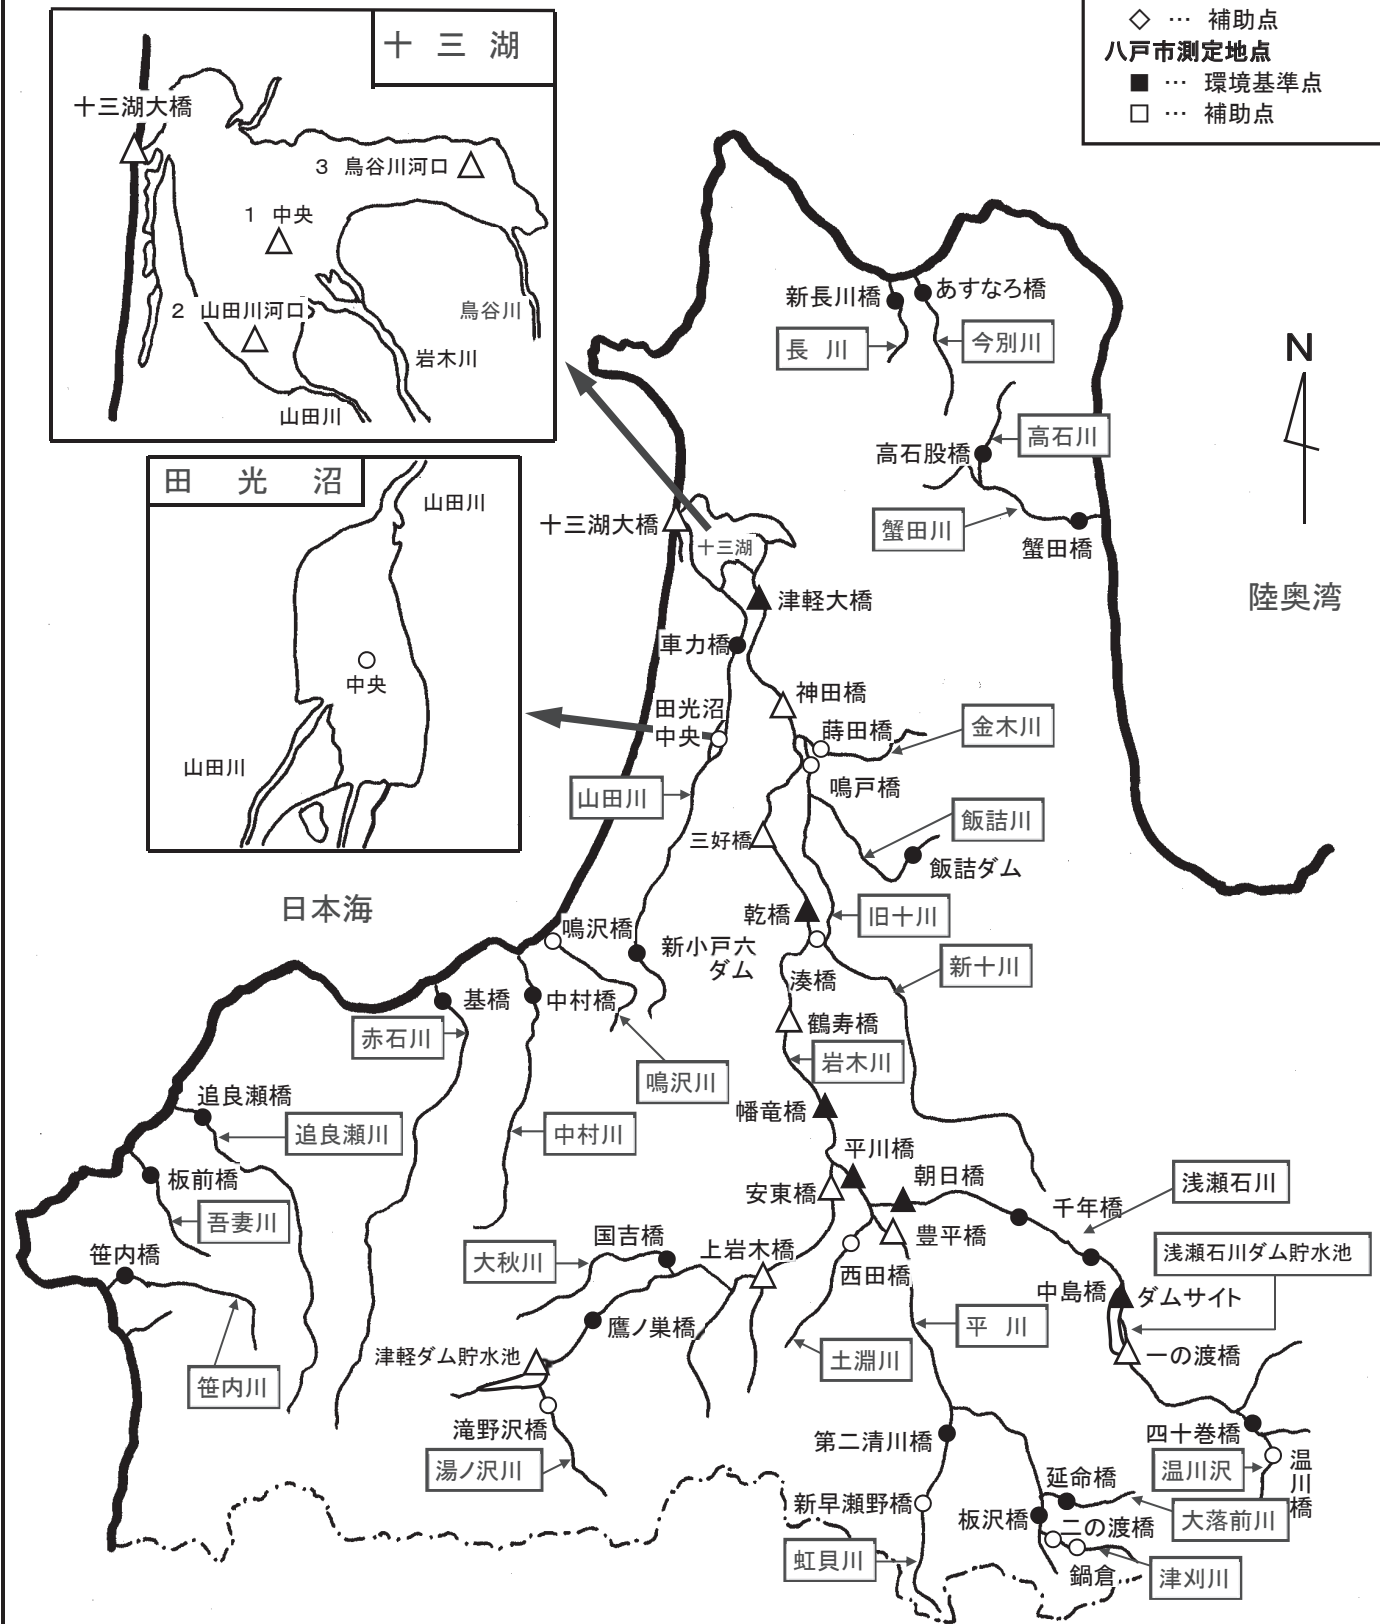 ◇ … 補助点
八戸市測定地点
■ … 環境基準点
□ … 補助点
十 三 湖
十三湖大橋
3 鳥谷川河口
1 中央
2 山田川河口
鳥谷川
岩木川
山田川
田 光 沼
山田川
中央
山田川
N
新長川橋
あすなろ橋
長 川
今別川
高石川
高石股橋
蟹田川
蟹田橋
陸奥湾
十三湖大橋
十三湖
津軽大橋
車力橋
神田橋
田光沼
中央
蒔田橋
金木川
鳴戸橋
山田川
三好橋
飯詰川
飯詰ダム
日本海
乾橋
旧十川
鳴沢橋
新小戸六
ダム
新十川
湊橋
基橋
中村橋
鶴寿橋
赤石川
岩木川
鳴沢川
追良瀬橋
幡竜橋
追良瀬川
中村川
平川橋
板前橋
安東橋
朝日橋
浅瀬石川
千年橋
吾妻川
国吉橋
上岩木橋
豊平橋
浅瀬石川ダム貯水池
笹内橋
大秋川
西田橋
中島橋
ダムサイト
鷹ノ巣橋
平 川
津軽ダム貯水池
土淵川
一の渡橋
笹内川
滝野沢橋
第二清川橋
四十巻橋
湯ノ沢川
温川沢
温川橋
延命橋
新早瀬野橋
板沢橋
二の渡橋
大落前川
虹貝川
鍋倉
津刈川